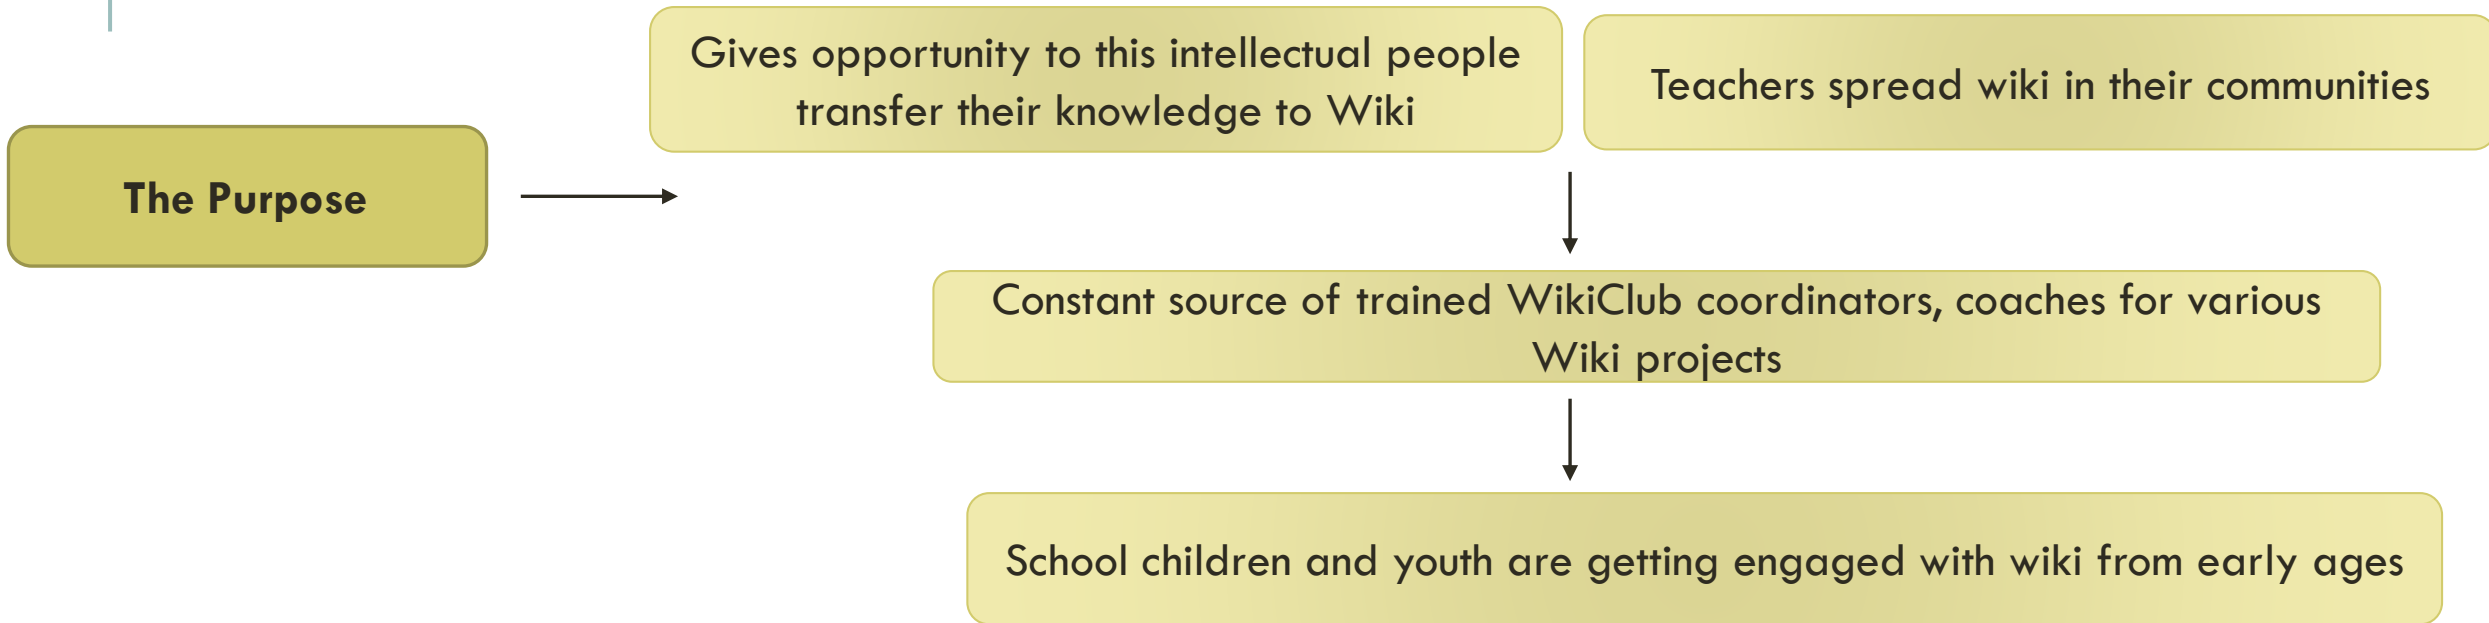 The Purpose
Gives opportunity to this intellectual people
transfer their knowledge to Wiki
Teachers spread wiki in their communities
Constant source of trained WikiClub coordinators, coaches for various
Wiki projects
School children and youth are getting engaged with wiki from early ages